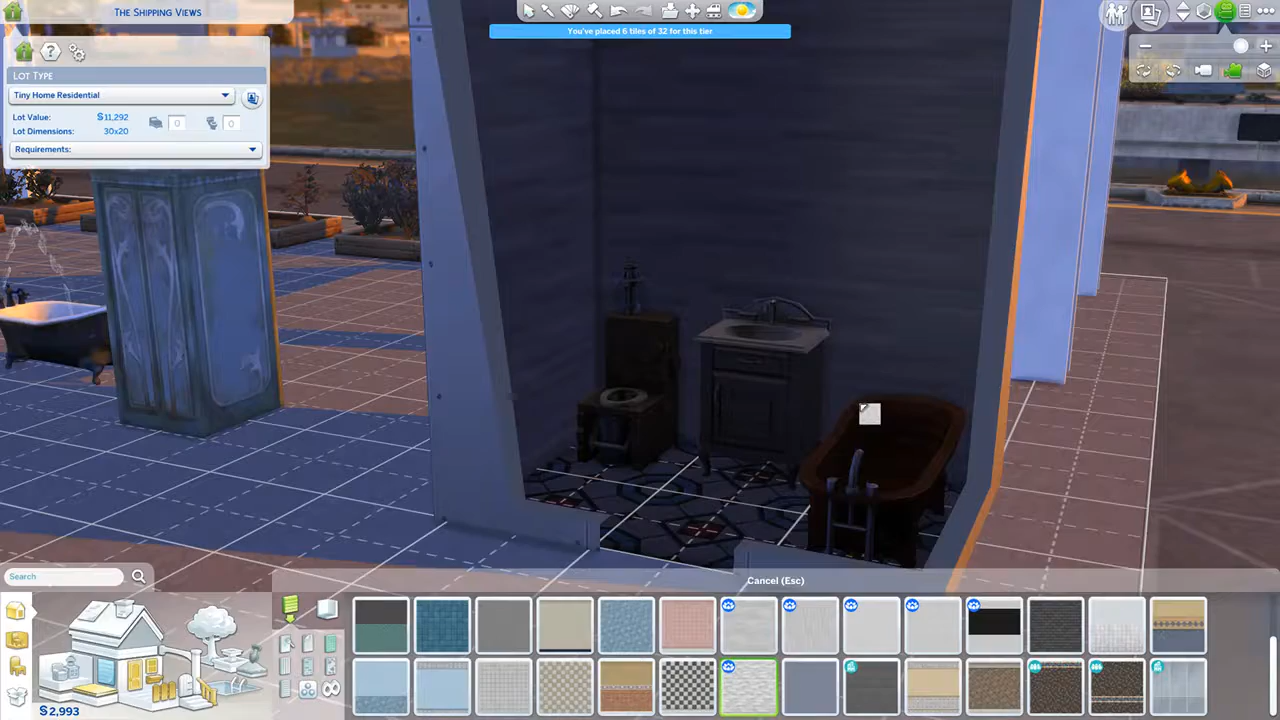 THE SHIPPING VIEWS
You've placed 6 tiles of 32 for this tier
LOT TYPE
Tiny Home Residential
Lot Value: §11,292
0
0
Lot Dimensions: 30x20
Requirements:
Cancel (Esc)
Search
§2,993